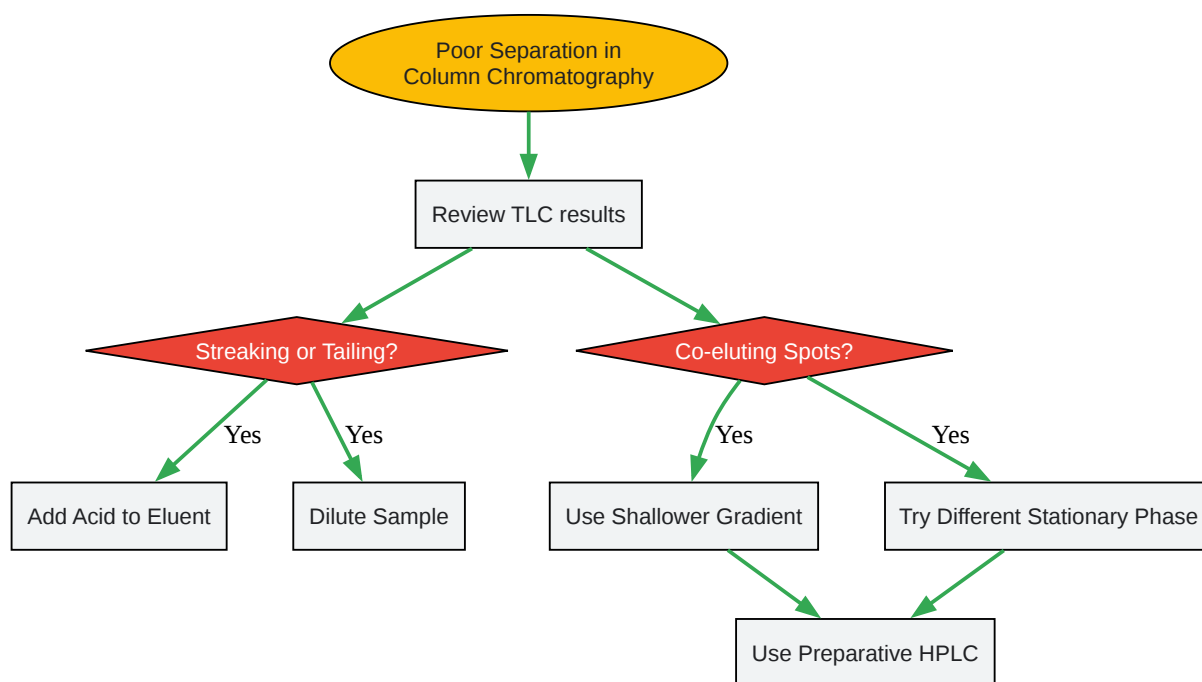 Poor Separation in
Column Chromatography
Review TLC results
Streaking or Tailing?
Co-eluting Spots?
Yes
Yes
Yes
Yes
Add Acid to Eluent
Dilute Sample
Use Shallower Gradient
Try Different Stationary Phase
Use Preparative HPLC